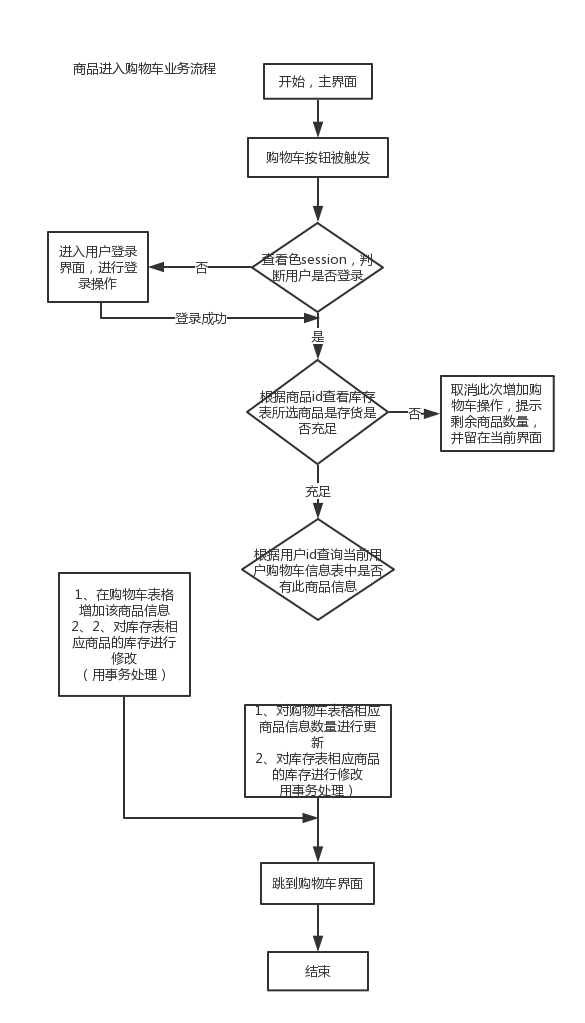 商品进入购物车业务流程
开始，主界面
购物车按钮被触发
查看色session，判
断用户是否登录
否
进入用户登录
界面，进行登
录操作
登录成功
是
根据商品id查看库存
表所选商品是存货是
否充足
否
取消此次增加购
物车操作，提示
剩余商品数量，
并留在当前界面
充足
根据用户id查询当前用
户购物车信息表中是否
有此商品信息
1、在购物车表格
增加该商品信息
2、2、对库存表相
应商品的库存进行
修改
（用事务处理）
1、对购物车表格相应
商品信息数量进行更
新
2、对库存表相应商品
的库存进行修改
用事务处理）
跳到购物车界面
结束